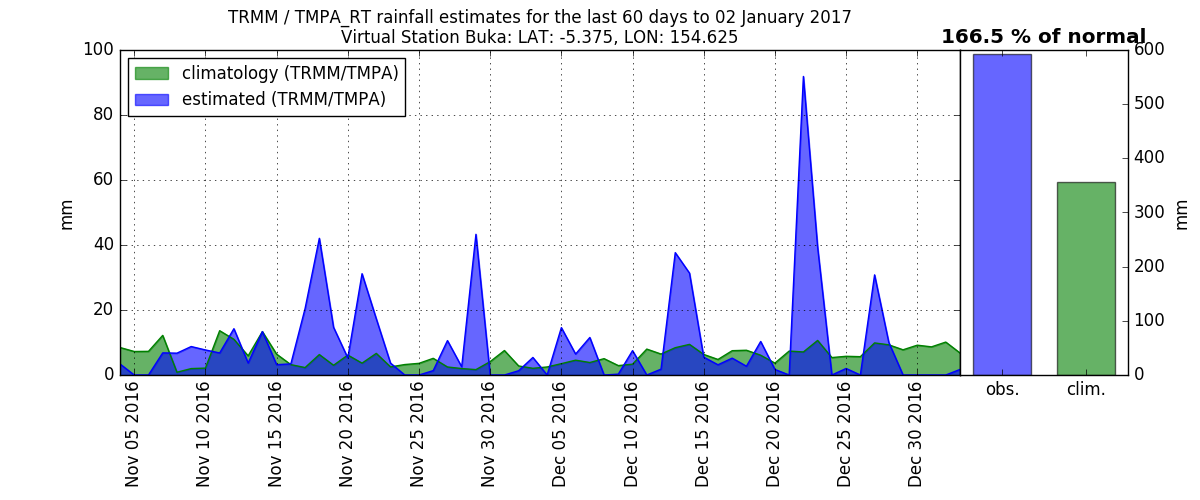 TRMM / TMPA_RT rainfall estimates for the last 60 days to 02 January 2017
Virtual Station Buka: LAT: -5.375, LON: 154.625
166.5 % of normal
climatology (TRMM/TMPA)
estimated (TRMM/TMPA)
100
80
60
40
20
0
mm
Nov 05 2016
Nov 10 2016
Nov 15 2016
Nov 20 2016
Nov 25 2016
Nov 30 2016
Dec 05 2016
Dec 10 2016
Dec 15 2016
Dec 20 2016
Dec 25 2016
Dec 30 2016
obs.
clim.
600
500
400
300
200
100
0
mm